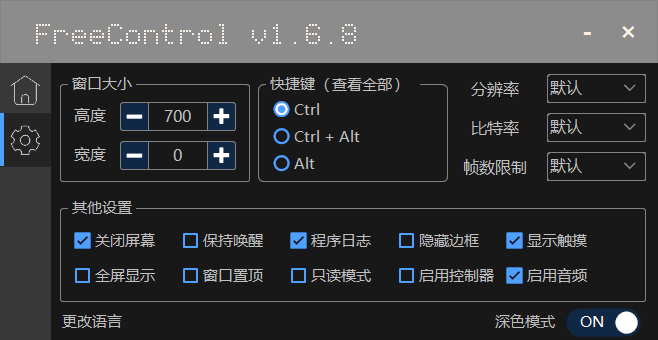 FreeControl v1.6.8
窗口大小
高度 700
宽度 0
快捷键（查看全部）
Ctrl
Ctrl + Alt
Alt
分辨率 默认
比特率 默认
帧数限制 默认
其他设置
关闭屏幕 保持唤醒 程序日志 隐藏边框 显示触摸
全屏显示 窗口置顶 只读模式 启用控制器 启用音频
更改语言 深色模式 ON